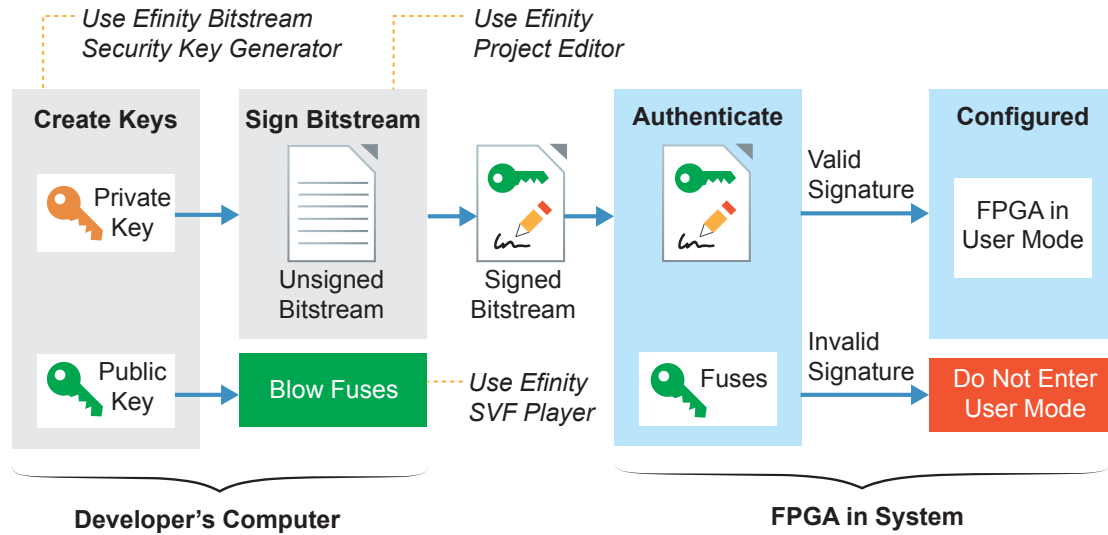 Use Efinity Bitstream
Security Key Generator
Use Efinity
Project Editor
Create Keys
Sign Bitstream
Authenticate
Configured
Private
Key
Unsigned
Bitstream
Signed
Bitstream
Valid
Signature
FPGA in
User Mode
Public
Key
Blow Fuses
Use Efinity
SVF Player
Fuses
Invalid
Signature
Do Not Enter
User Mode
Developer’s Computer
FPGA in System